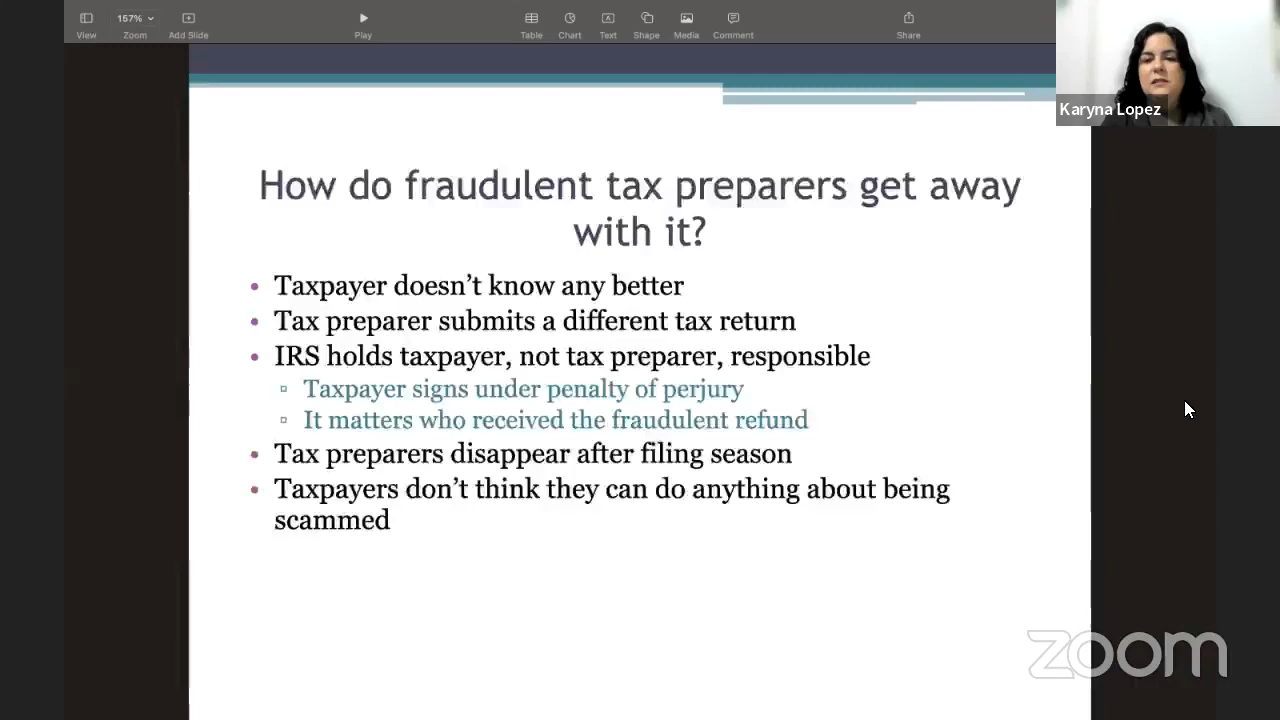 157%
View
Zoom
Add Slide
Play
Table
Chart
Text
Shape
Media
Comment
Share
Karyna Lopez
How do fraudulent tax preparers get away
with it?
• Taxpayer doesn’t know any better
• Tax preparer submits a different tax return
• IRS holds taxpayer, not tax preparer, responsible
▫ Taxpayer signs under penalty of perjury
▫ It matters who received the fraudulent refund
• Tax preparers disappear after filing season
• Taxpayers don’t think they can do anything about being
scammed
zoom